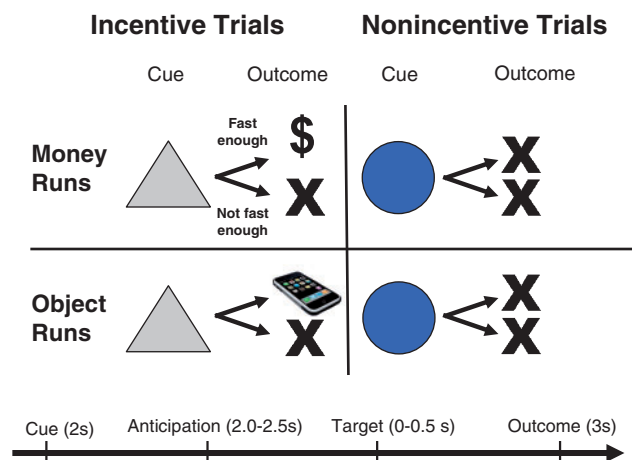 Incentive Trials
Nonincentive Trials
Cue
Outcome
Cue
Outcome
Money
Runs
Fast
enough
$
X
Not fast
enough
X
X
Object
Runs
X
X
X
Cue (2s)
Anticipation (2.0-2.5s)
Target (0-0.5 s)
Outcome (3s)